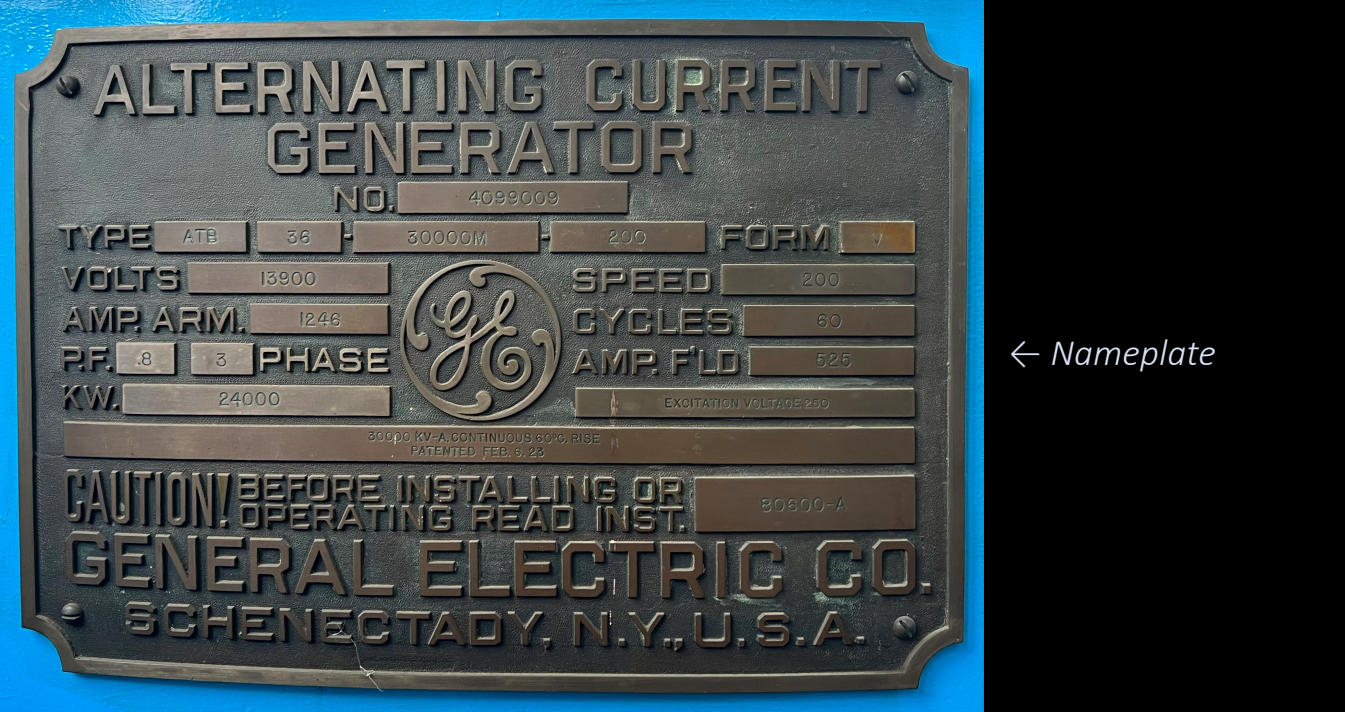 ALTERNATING CURRENT
GENERATOR
NO. 4099009
TYPE ATB 36 - 30000M - 200 FORM V
VOLTS 13900 SPEED 200
AMP. ARM. 1246 CYCLES 60
P.F. .8 3 PHASE AMP. F'LD 525
KW. 24000 EXCITATION VOLTAGE 250
GE
30000 KV-A. CONTINUOUS 60°C. RISE
PATENTED FEB. 6. 23
CAUTION! BEFORE INSTALLING OR
OPERATING READ INST. 80600-A
GENERAL ELECTRIC CO.
SCHENECTADY, N.Y., U.S.A.
← Nameplate